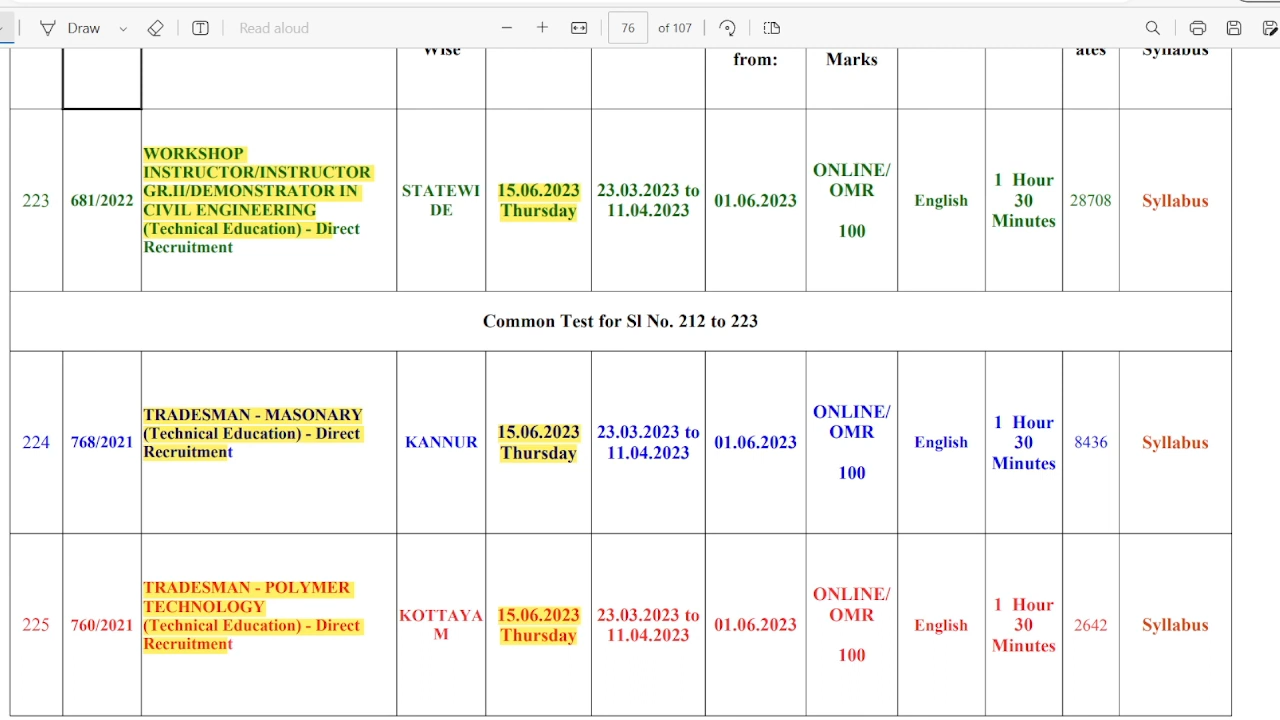 Draw
Read aloud
76
of 107
Wise
from:
Marks
ates
Syllabus
223
681/2022
WORKSHOP
INSTRUCTOR/INSTRUCTOR
GR.II/DEMONSTRATOR IN
CIVIL ENGINEERING
(Technical Education) - Direct
Recruitment
STATEWI
DE
15.06.2023
Thursday
23.03.2023 to
11.04.2023
01.06.2023
ONLINE/
OMR
100
English
1 Hour
30
Minutes
28708
Syllabus
Common Test for Sl No. 212 to 223
224
768/2021
TRADESMAN - MASONARY
(Technical Education) - Direct
Recruitment
KANNUR
15.06.2023
Thursday
23.03.2023 to
11.04.2023
01.06.2023
ONLINE/
OMR
100
English
1 Hour
30
Minutes
8436
Syllabus
225
760/2021
TRADESMAN - POLYMER
TECHNOLOGY
(Technical Education) - Direct
Recruitment
KOTTAYA
M
15.06.2023
Thursday
23.03.2023 to
11.04.2023
01.06.2023
ONLINE/
OMR
100
English
1 Hour
30
Minutes
2642
Syllabus